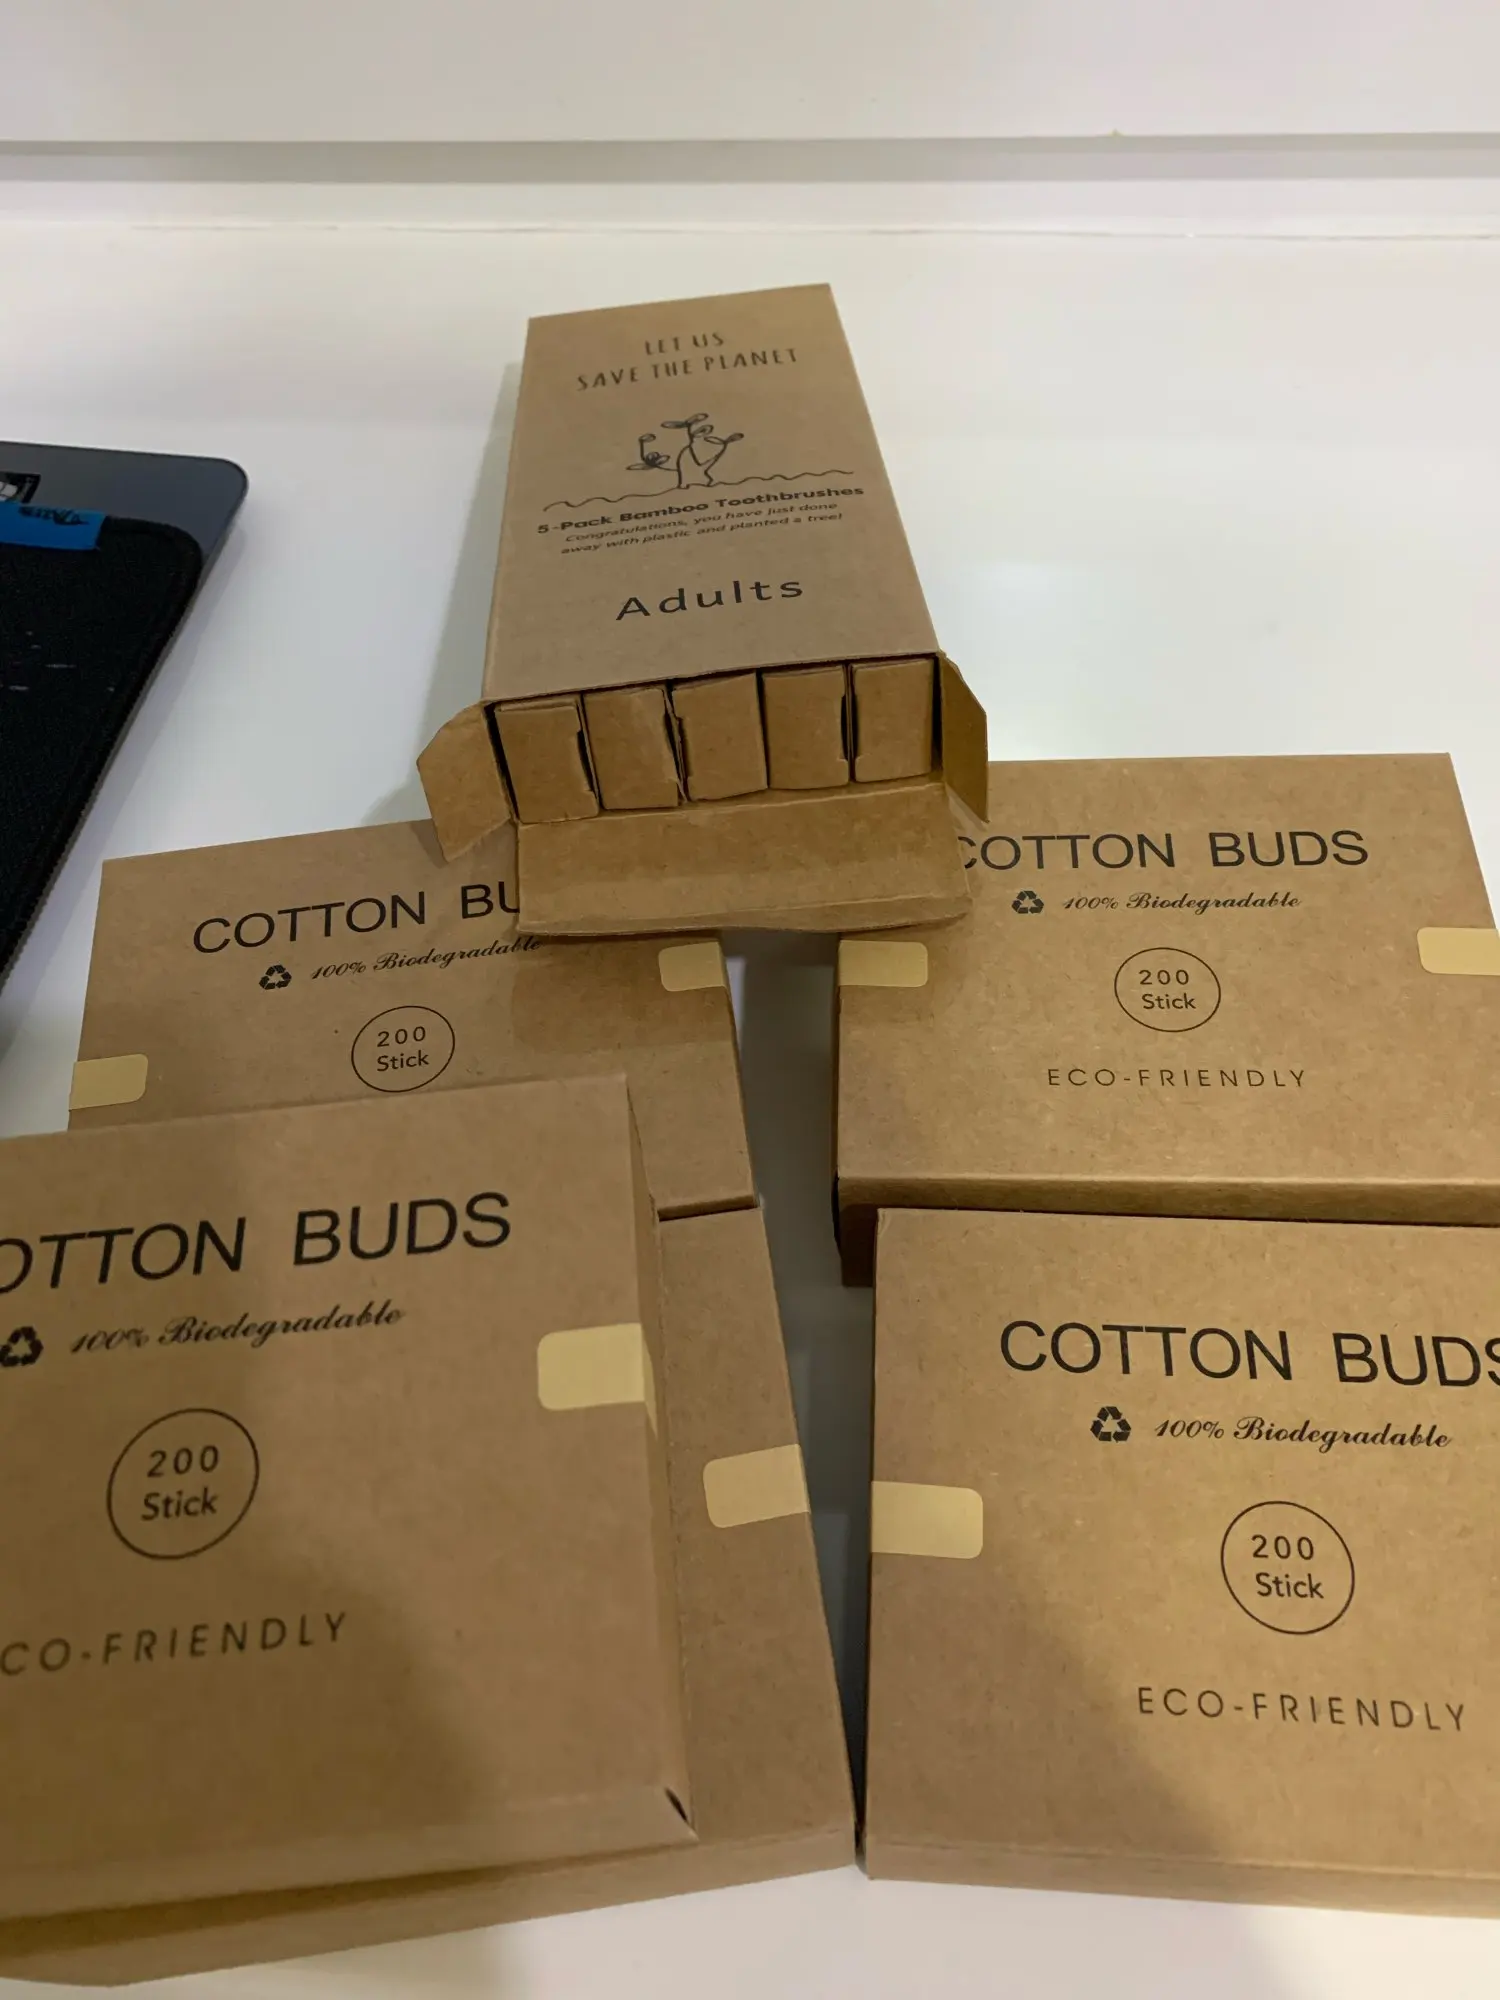 LET US
SAVE THE PLANET
5-Pack Bamboo Toothbrushes
Congratulations, you have just done
away with plastic and planted a tree!
Adults
COTTON BU
100% Biodegradable
200
Stick
COTTON BUDS
100% Biodegradable
200
Stick
ECO-FRIENDLY
OTTON BUDS
100% Biodegradable
200
Stick
CO-FRIENDLY
COTTON BUDS
100% Biodegradable
200
Stick
ECO-FRIENDLY